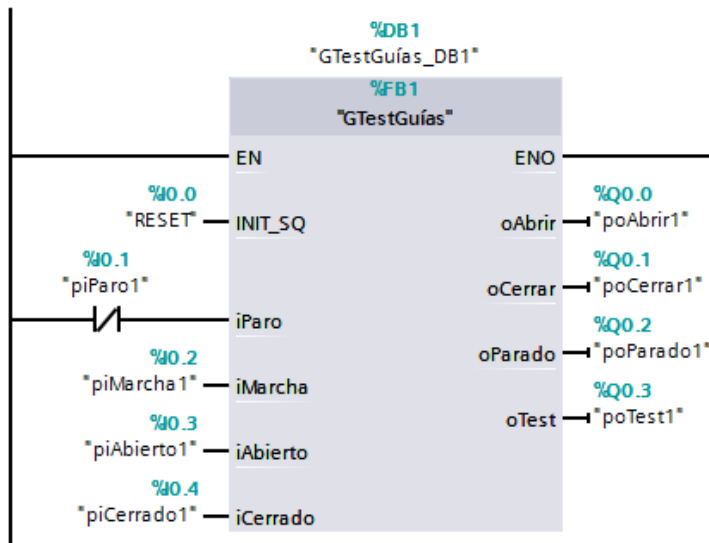 %DB1
"GTestGuías_DB1"
%FB1
"GTestGuías"
EN
ENO
%I0.0
"RESET"
INIT_SQ
%Q0.0
oAbrir
"poAbrir1"
%I0.1
"piParo1"
%Q0.1
oCerrar
"poCerrar1"
iParo
%Q0.2
oParado
"poParado1"
%I0.2
"piMarcha1"
iMarcha
%Q0.3
oTest
"poTest1"
%I0.3
"piAbierto1"
iAbierto
%I0.4
"piCerrado1"
iCerrado